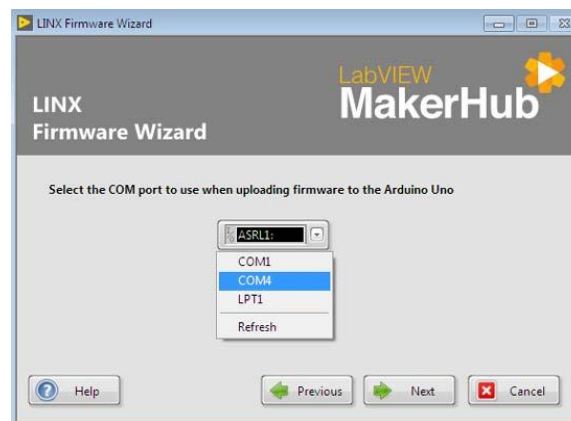 LINX Firmware Wizard
LabVIEW
MakerHub
LINX
Firmware Wizard
Select the COM port to use when uploading firmware to the Arduino Uno
ASRL1:
COM1
COM4
LPT1
Refresh
Help
Previous
Next
Cancel